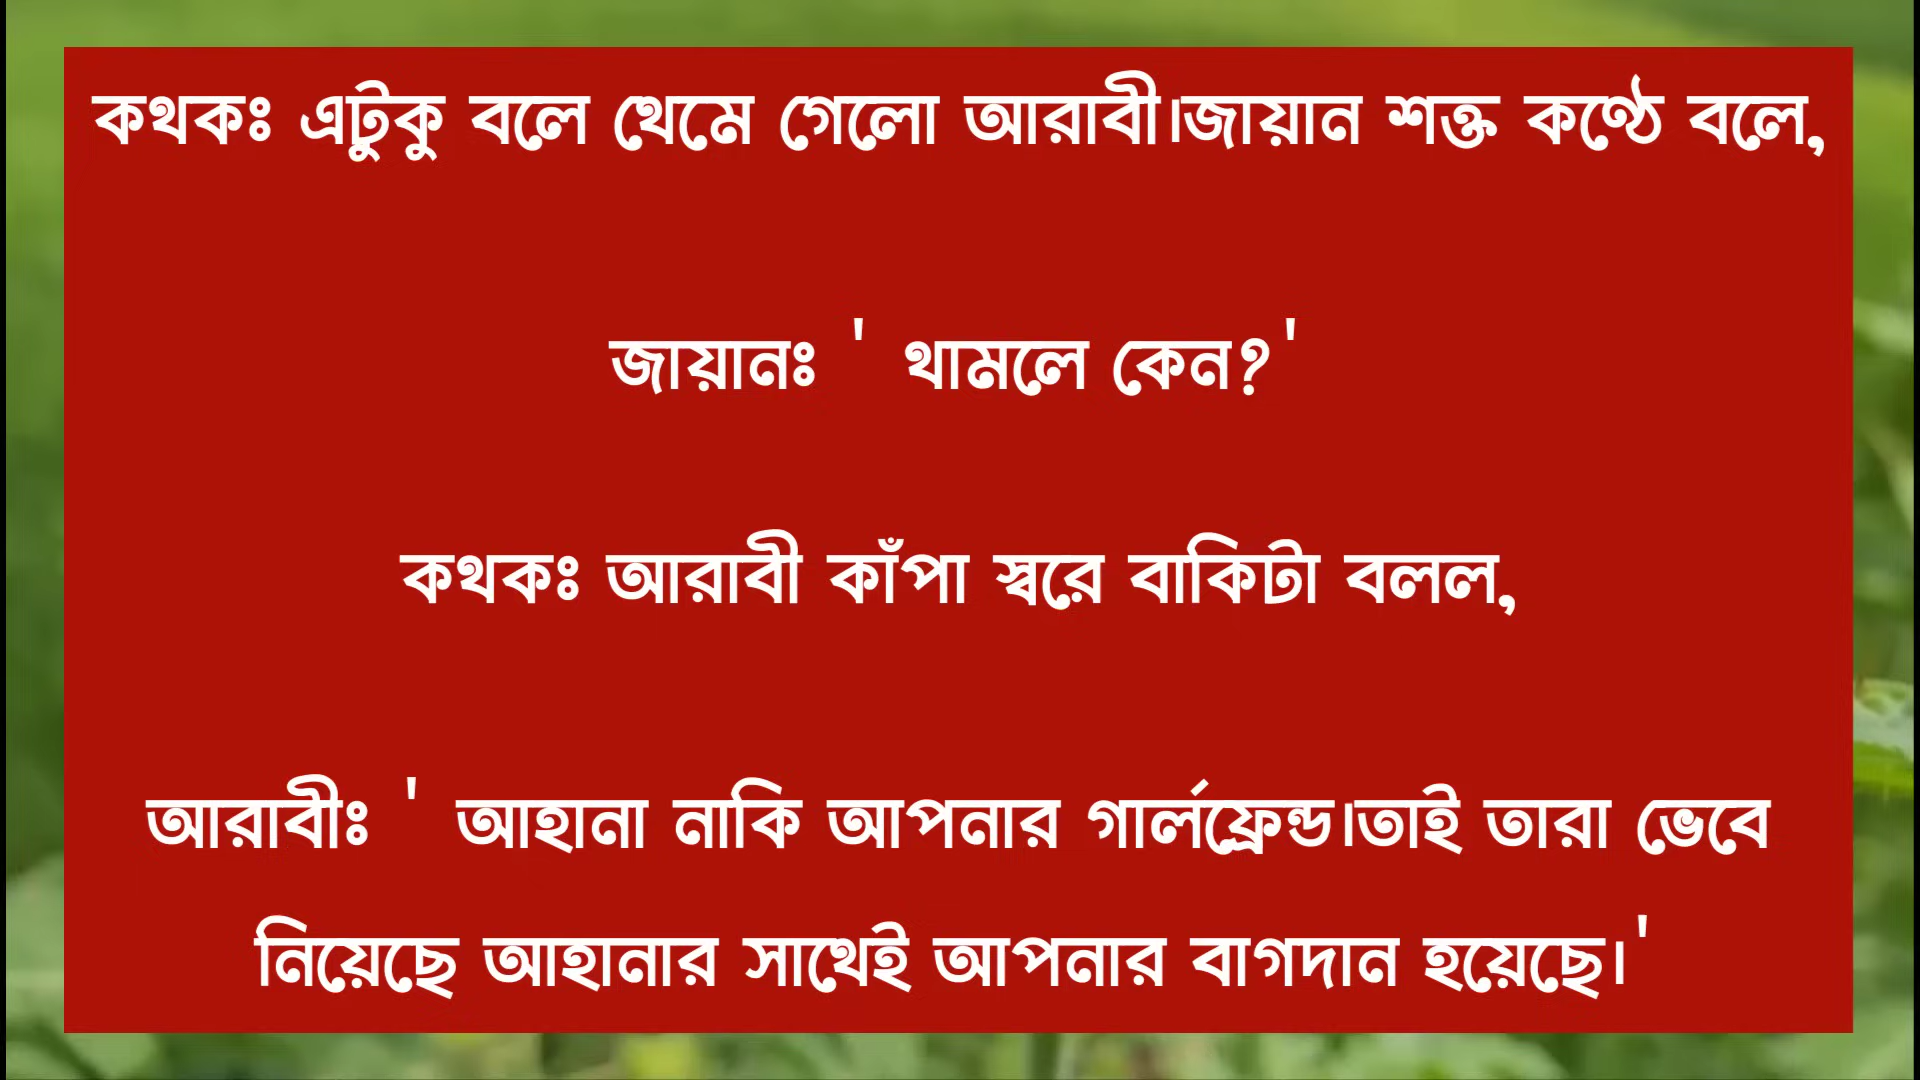 কথকঃ এটুকু বলে থেমে গেলো আরাবী।জায়ান শক্ত কণ্ঠে বলে,
জায়ানঃ ' থামলে কেন?'
কথকঃ আরাবী কাঁপা স্বরে বাকিটা বলল,
আরাবীঃ ' আহানা নাকি আপনার গার্লফ্রেন্ড।তাই তারা ভেবে
নিয়েছে আহানার সাথেই আপনার বাগদান হয়েছে।'